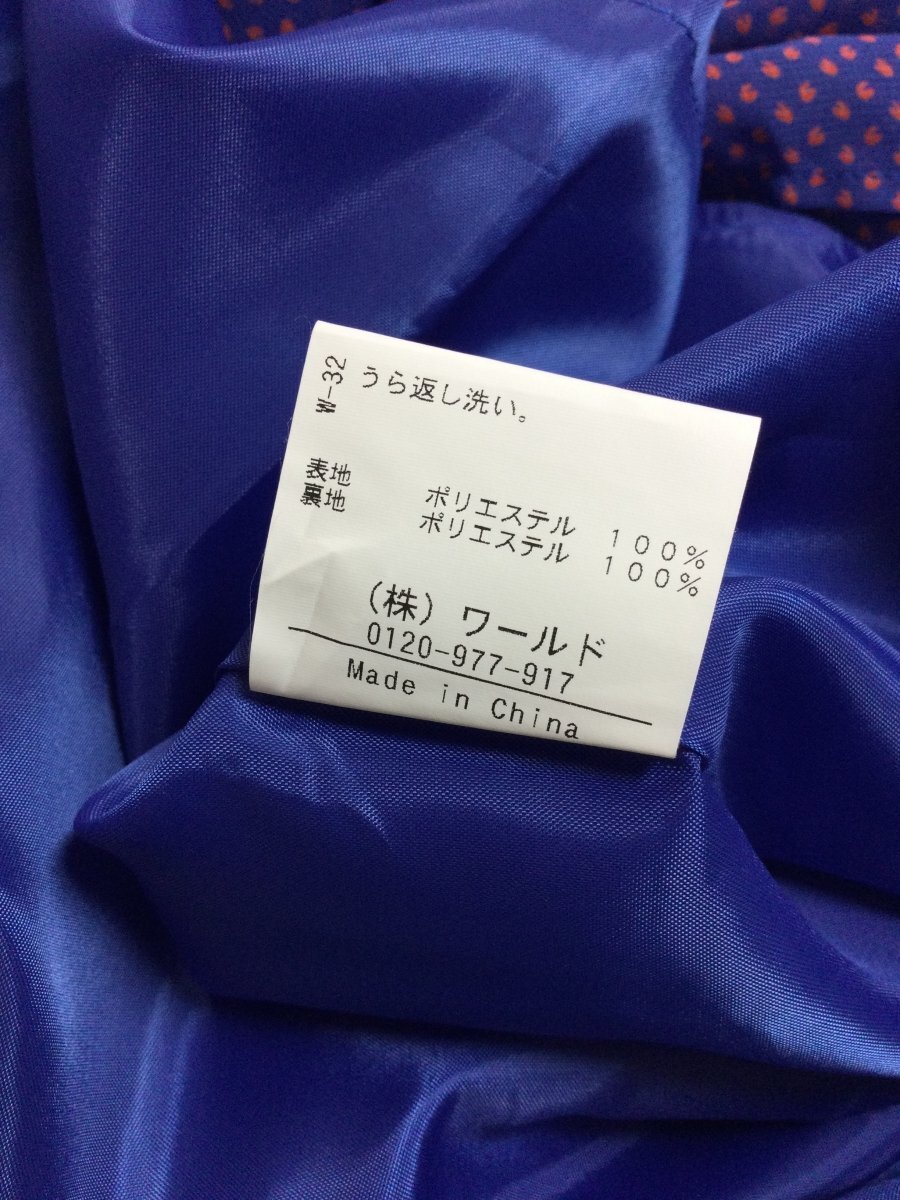 W-32
うら返し洗い。
表地 ポリエステル 100%
裏地 ポリエステル 100%
(株) ワールド
0120-977-917
Made in China